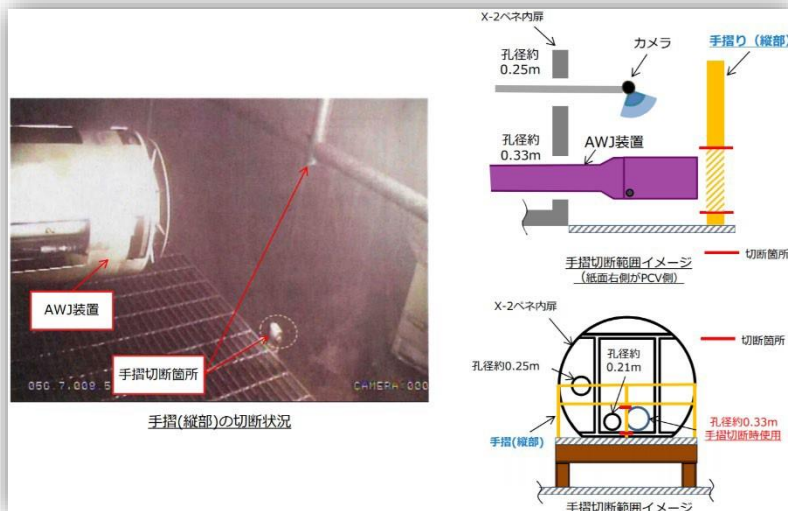 AWJ装置
手摺切断箇所
CAMERA:000
手摺(縦部)の切断状況
X-2ペネ内扉
カメラ
手摺り（縦部）
孔径約
0.25m
孔径約
0.33m
AWJ装置
切断箇所
手摺切断範囲イメージ
（紙面右側がPCV側）
X-2ペネ内扉
切断箇所
孔径約0.25m
孔径約
0.21m
孔径約0.33m
手摺切断時使用
手摺(縦部)
手摺切断範囲イメージ